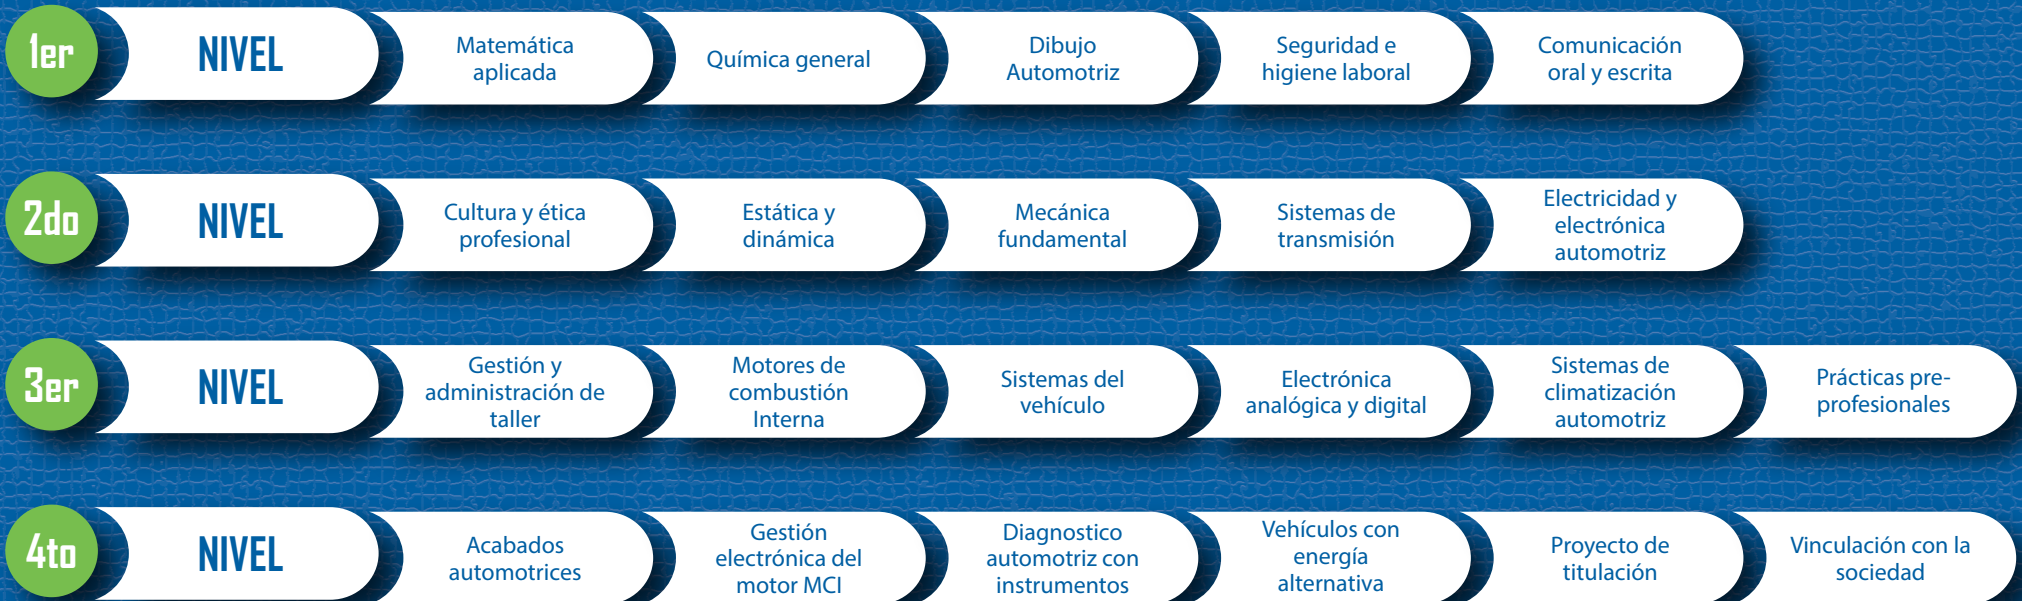 1er
NIVEL
Matemática
aplicada
Química general
Dibujo
Automotriz
Seguridad e
higiene laboral
Comunicación
oral y escrita
2do
NIVEL
Cultura y ética
profesional
Estática y
dinámica
Mecánica
fundamental
Sistemas de
transmisión
Electricidad y
electrónica
automotriz
3er
NIVEL
Gestión y
administración de
taller
Motores de
combustión
Interna
Sistemas del
vehículo
Electrónica
analógica y digital
Sistemas de
climatización
automotriz
Prácticas pre-
profesionales
4to
NIVEL
Acabados
automotrices
Gestión
electrónica del
motor MCI
Diagnostico
automotriz con
instrumentos
Vehículos con
energía
alternativa
Proyecto de
titulación
Vinculación con la
sociedad